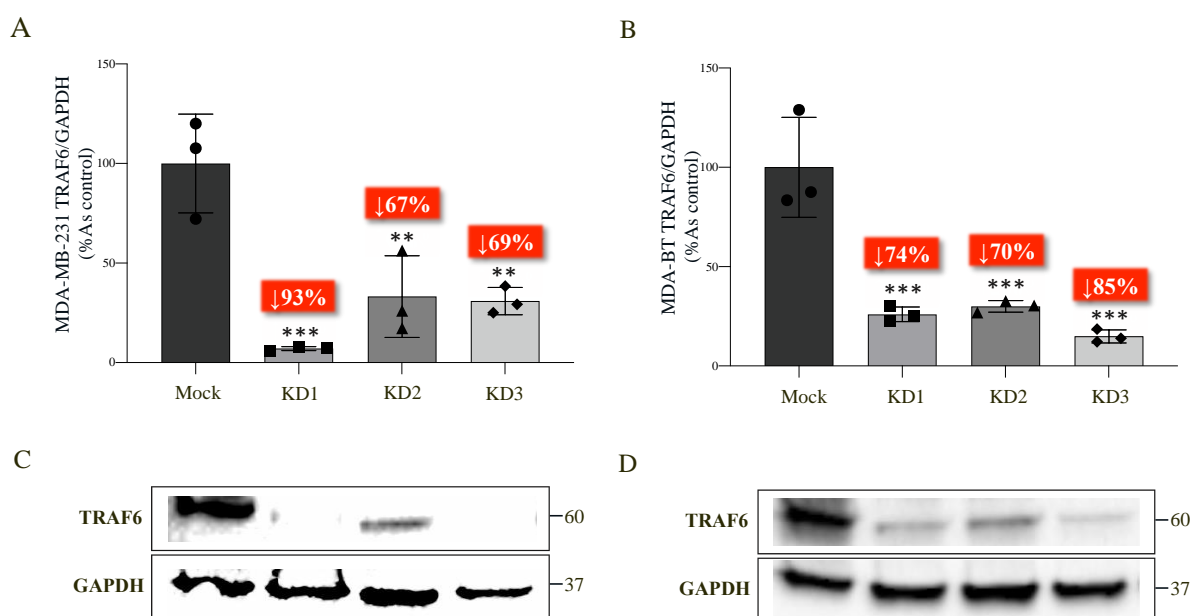 A
MDA-MB-231 TRAF6/GAPDH
(%As control)
150
100
50
0
↓93%
***
↓67%
**
↓69%
**
Mock KD1 KD2 KD3
B
MDA-BT TRAF6/GAPDH
(%As control)
150
100
50
0
↓74%
***
↓70%
***
↓85%
***
Mock KD1 KD2 KD3
C
TRAF6 60
GAPDH 37
D
TRAF6 60
GAPDH 37